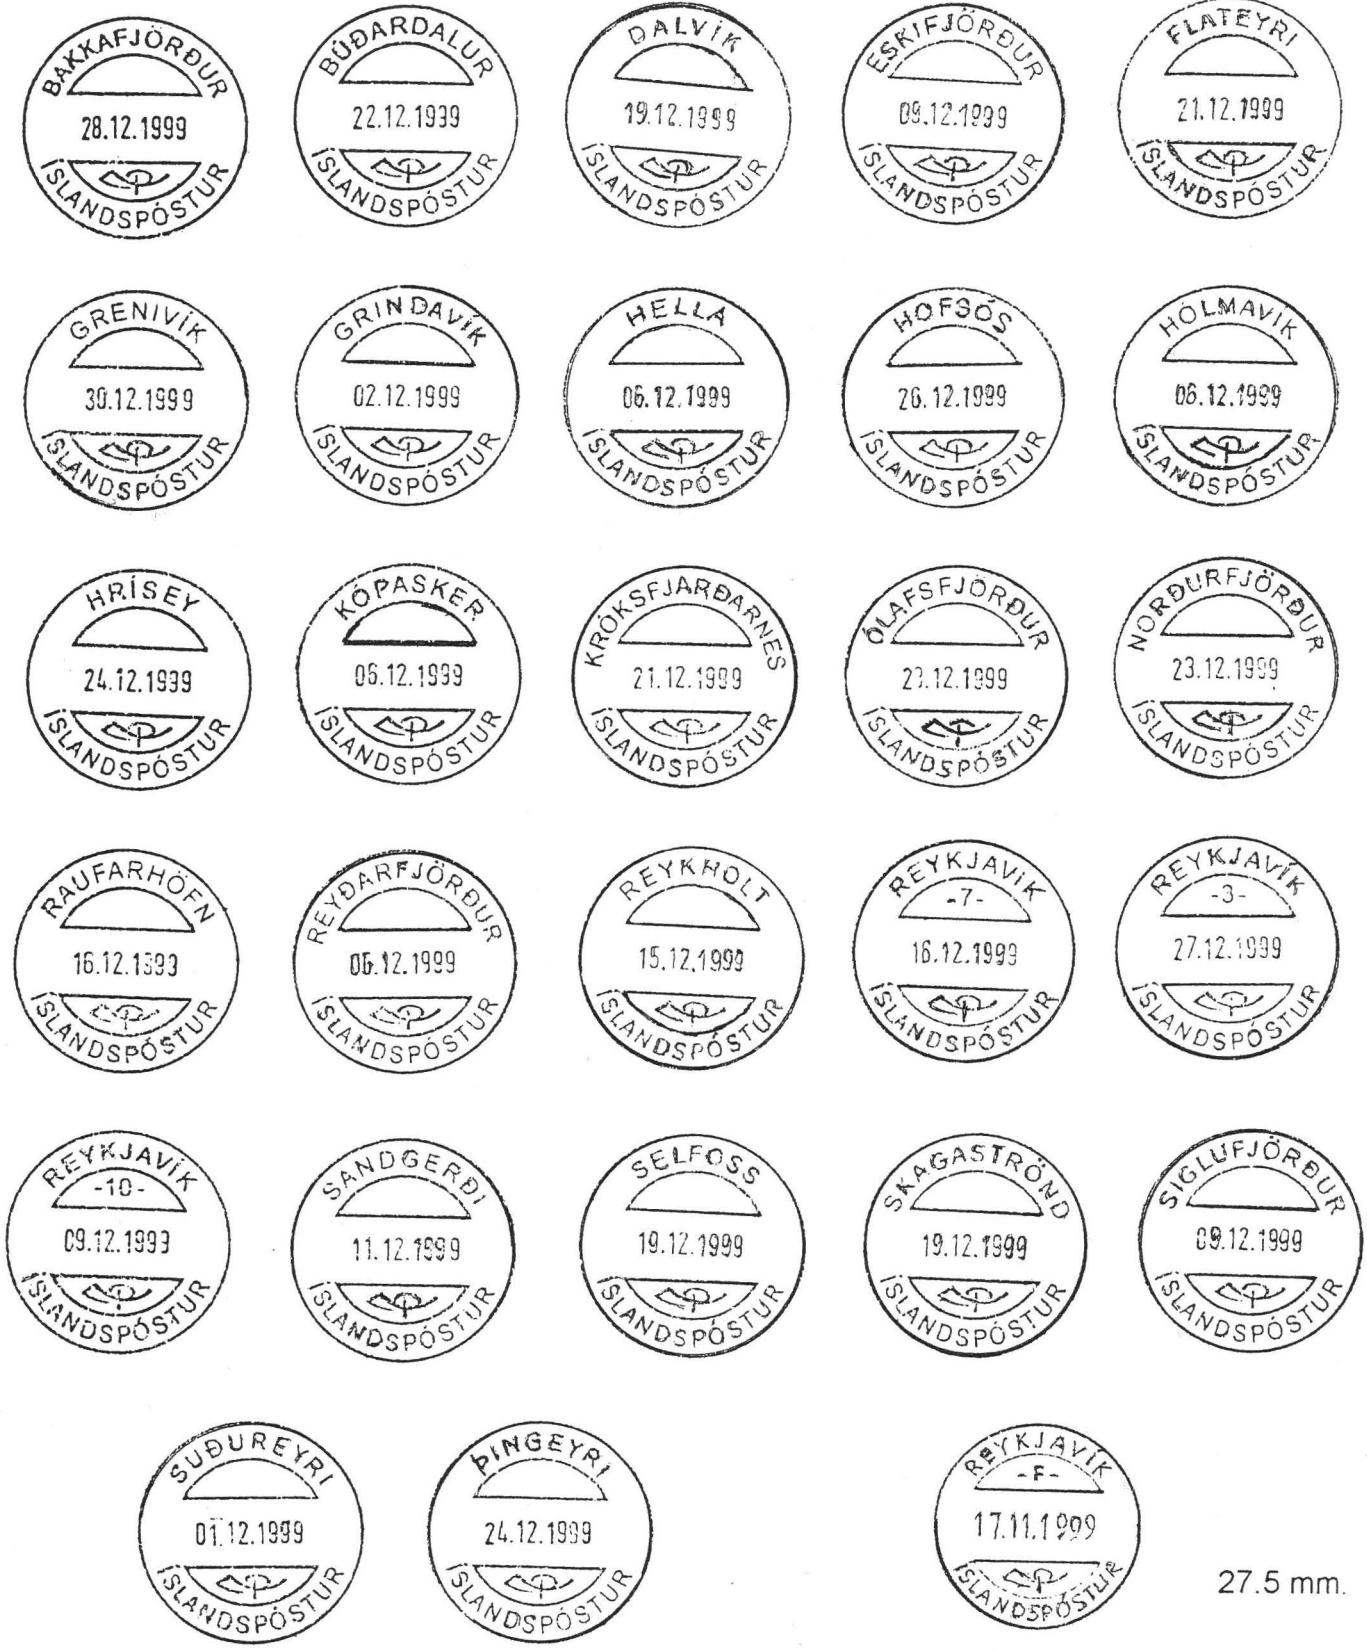 BAKKAFJÖRÐUR
28.12.1999
ÍSLANDSPÓSTUR
BÚÐARDALUR
22.12.1999
ÍSLANDSPÓSTUR
DALVÍK
19.12.1999
ÍSLANDSPÓSTUR
ESKIFJÖRÐUR
09.12.1999
ÍSLANDSPÓSTUR
FLATEYRI
21.12.1999
ÍSLANDSPÓSTUR
GRENIVÍK
30.12.1999
ÍSLANDSPÓSTUR
GRINDAVÍK
02.12.1999
ÍSLANDSPÓSTUR
HELLA
06.12.1999
ÍSLANDSPÓSTUR
HOFSÓS
26.12.1999
ÍSLANDSPÓSTUR
HÓLMAVÍK
06.12.1999
ÍSLANDSPÓSTUR
HRÍSEY
24.12.1999
ÍSLANDSPÓSTUR
KÓPASKER
06.12.1999
ÍSLANDSPÓSTUR
KRÓKSFJARÐARNES
21.12.1999
ÍSLANDSPÓSTUR
ÓLAFSFJÖRÐUR
ÍSLANDSPÓSTUR
NORÐURFJÖRÐUR
23.12.1999
ÍSLANDSPÓSTUR
RAUFARHÖFN
16.12.1999
ÍSLANDSPÓSTUR
REYÐARFJÖRÐUR
06.12.1999
ÍSLANDSPÓSTUR
REYKHOLT
15.12.1999
ÍSLANDSPÓSTUR
REYKJAVÍK
-7-
16.12.1999
ÍSLANDSPÓSTUR
REYKJAVÍK
-3-
27.12.1999
ÍSLANDSPÓSTUR
REYKJAVÍK
-10-
09.12.1999
ÍSLANDSPÓSTUR
SANDGERÐI
11.12.1999
ÍSLANDSPÓSTUR
SELFOSS
19.12.1999
ÍSLANDSPÓSTUR
SKAGASTRÖND
19.12.1999
ÍSLANDSPÓSTUR
SIGLUFJÖRÐUR
09.12.1999
ÍSLANDSPÓSTUR
SUÐUREYRI
01.12.1999
ÍSLANDSPÓSTUR
ÞINGEYRI
24.12.1999
ÍSLANDSPÓSTUR
REYKJAVÍK
-F-
17.11.1999
ÍSLANDSPÓSTUR
27.5 mm.